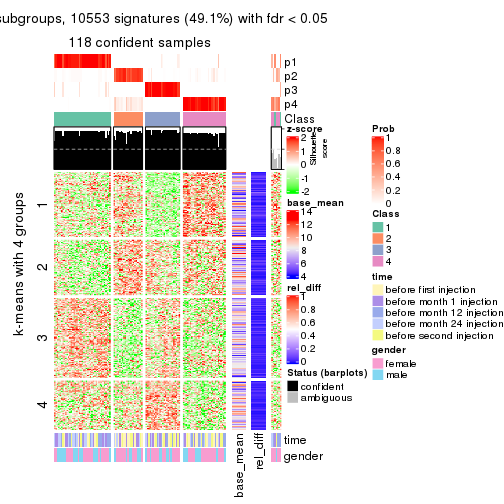 subgroups, 10553 signatures (49.1%) with fdr < 0.05
118 confident samples
p1
p2
p3
p4
Class
Silhouette score
k-means with 4 groups
1
2
3
4
time
gender
base_mean
rel_diff
z-score
2
1
0
-1
-2
base_mean
14
12
10
8
6
4
rel_diff
1
0.8
0.6
0.4
0.2
0
Status (barplots)
confident
ambiguous
Prob
1
0.8
0.6
0.4
0.2
0
Class
1
2
3
4
time
before first injection
before month 1 injection
before month 12 injection
before month 24 injection
before second injection
gender
female
male